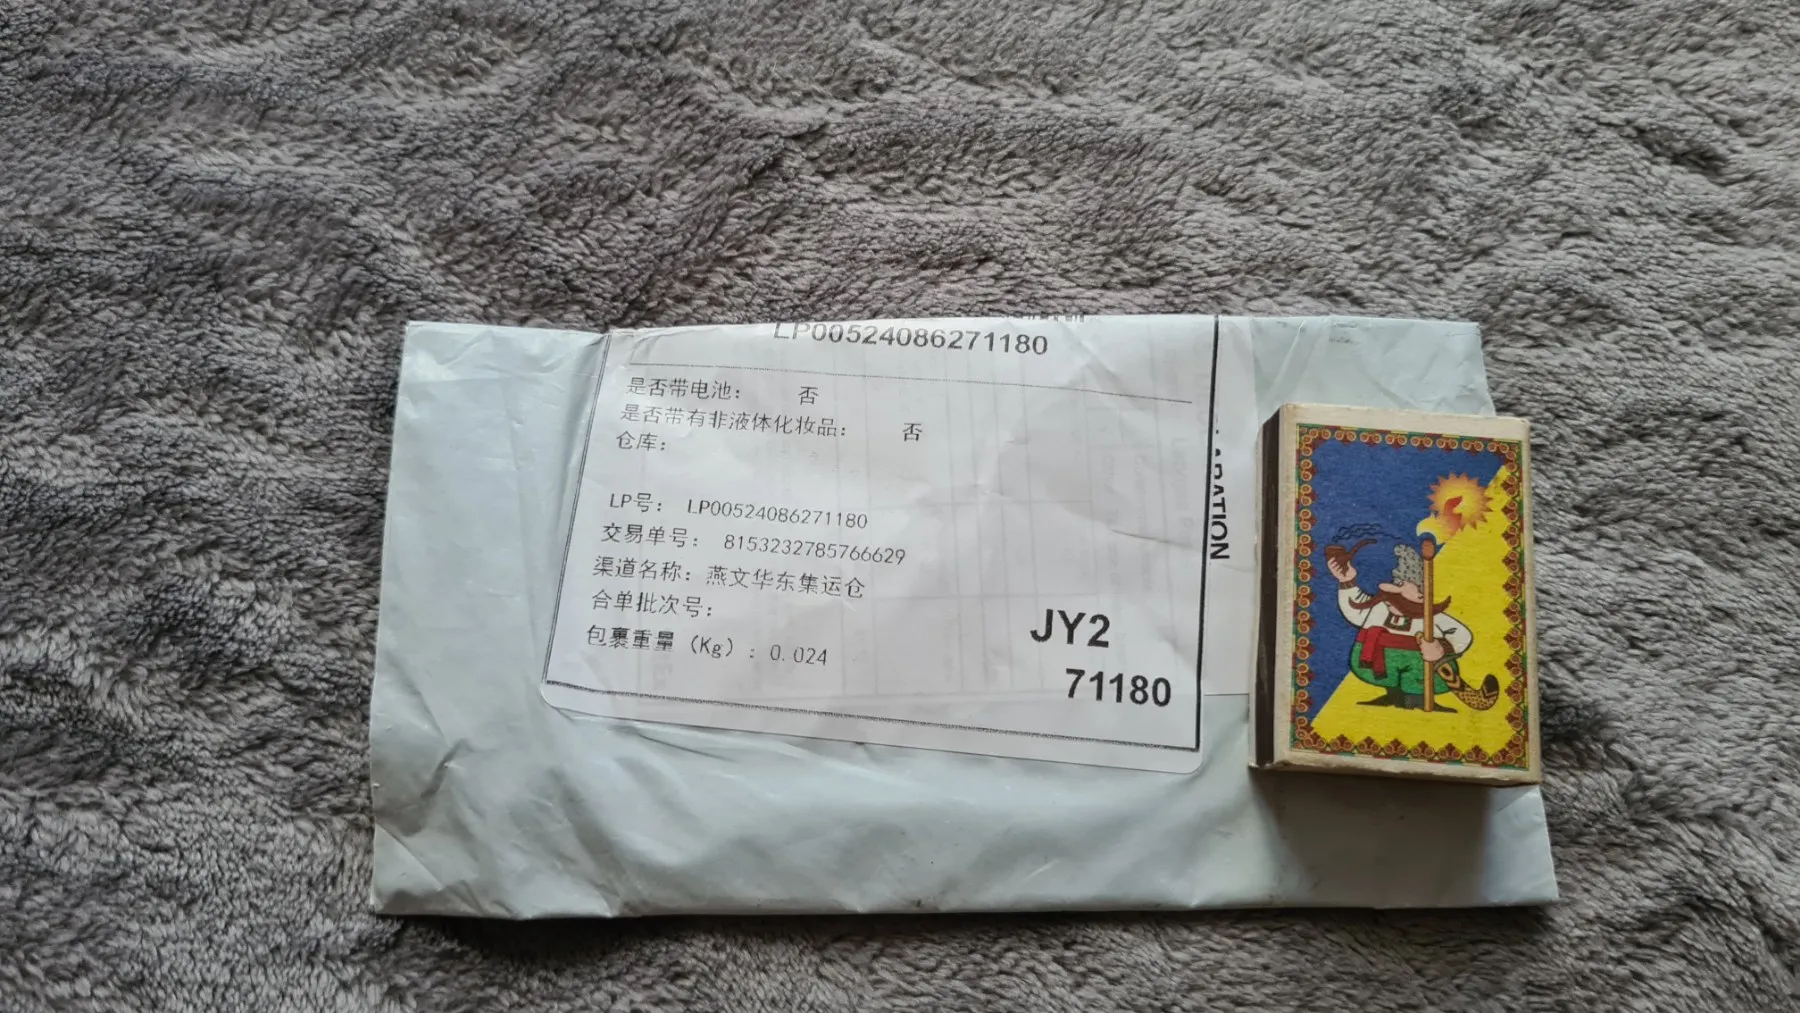 LP00524086271180
是否带电池: 否
是否带有非液体化妆品: 否
仓库:
LP号: LP00524086271180
交易单号: 8153232785766629
渠道名称: 燕文华东集运仓
合单批次号:
包裹重量 (Kg) : 0.024
JY2
71180
RATION